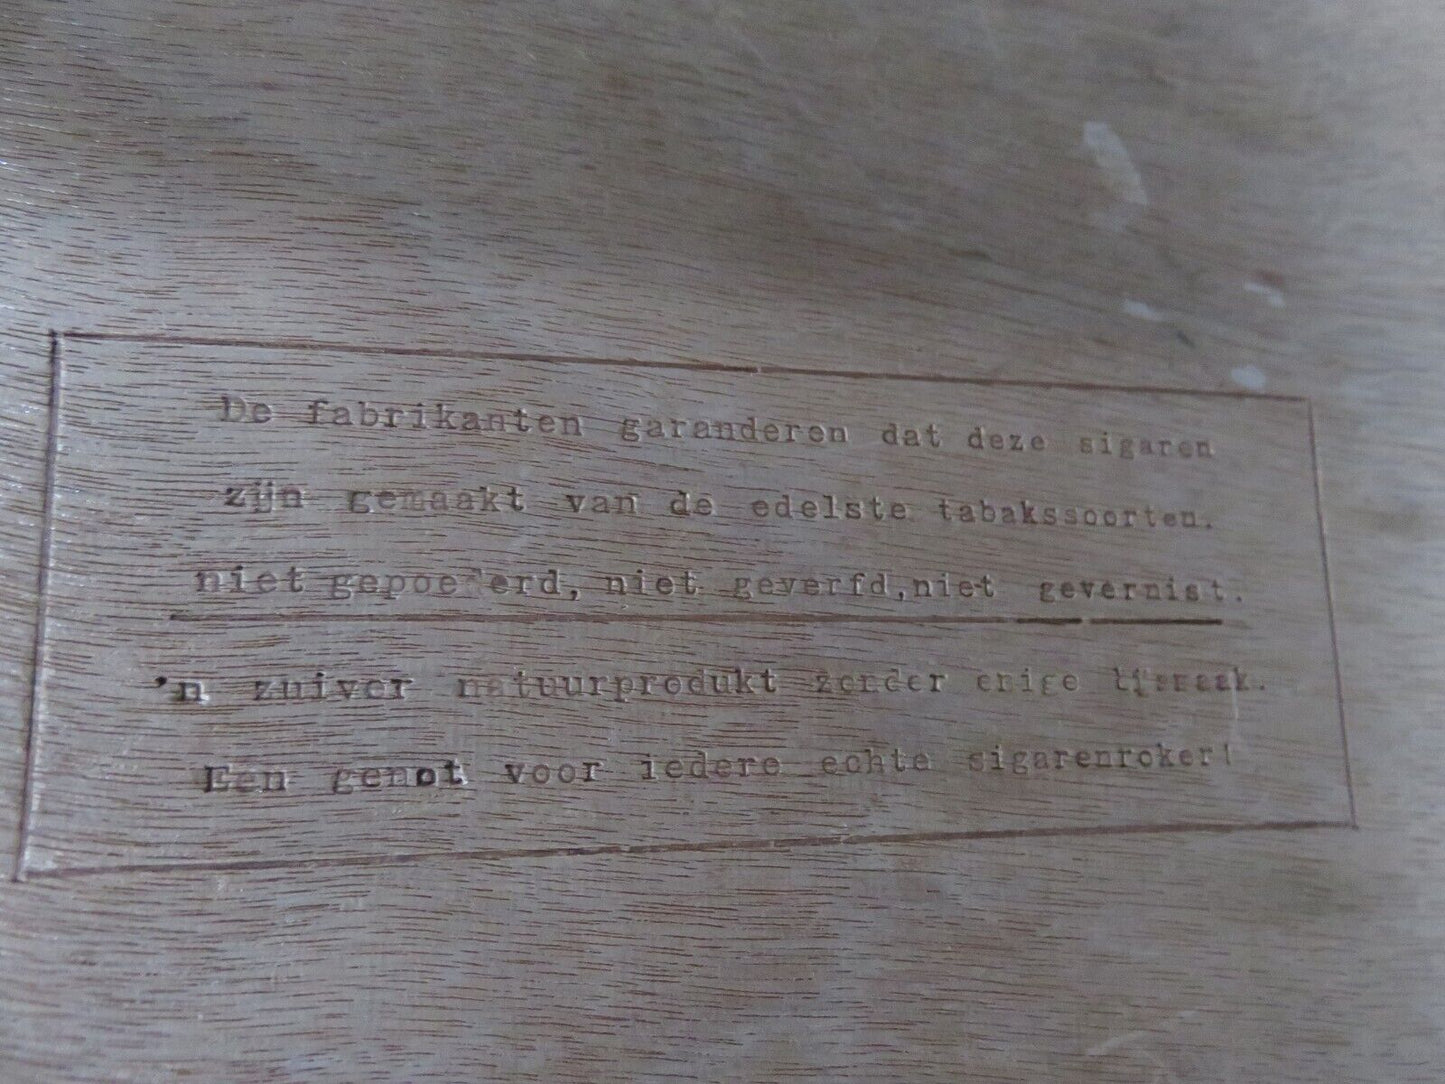 De fabrikanten garanderen dat deze sigaren
zijn gemaakt van de edelste tabakssoorten.
niet gepoederd, niet geverfd,niet gevernist.
'n zuiver natuurprodukt zonder enige bijsmaak.
Een genot voor iedere echte sigarenroker!